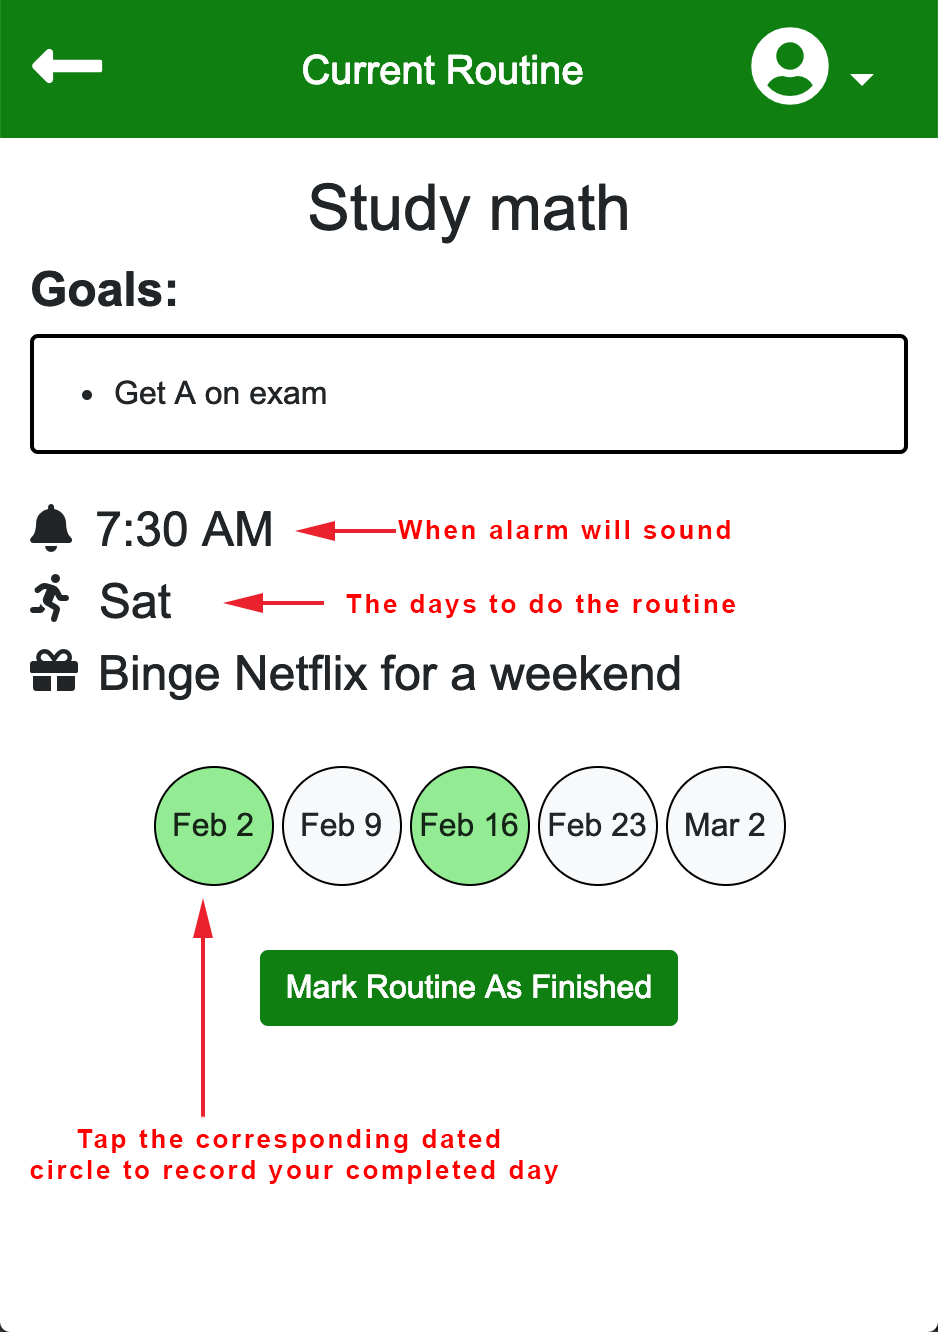 Current Routine
Study math
Goals:
• Get A on exam
7:30 AM When alarm will sound
Sat The days to do the routine
Binge Netflix for a weekend
Feb 2 Feb 9 Feb 16 Feb 23 Mar 2
Mark Routine As Finished
Tap the corresponding dated
circle to record your completed day